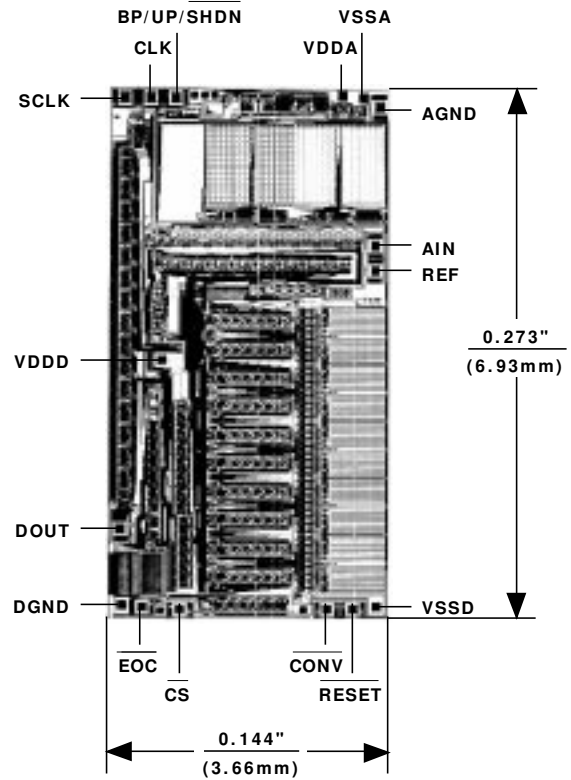 BP/UP/SHDN
VSSA
CLK
VDDA
SCLK
AGND
AIN
REF
0.273"
(6.93mm)
VDDD
DOUT
DGND
VSSD
EOC
CONV
CS
RESET
0.144"
(3.66mm)